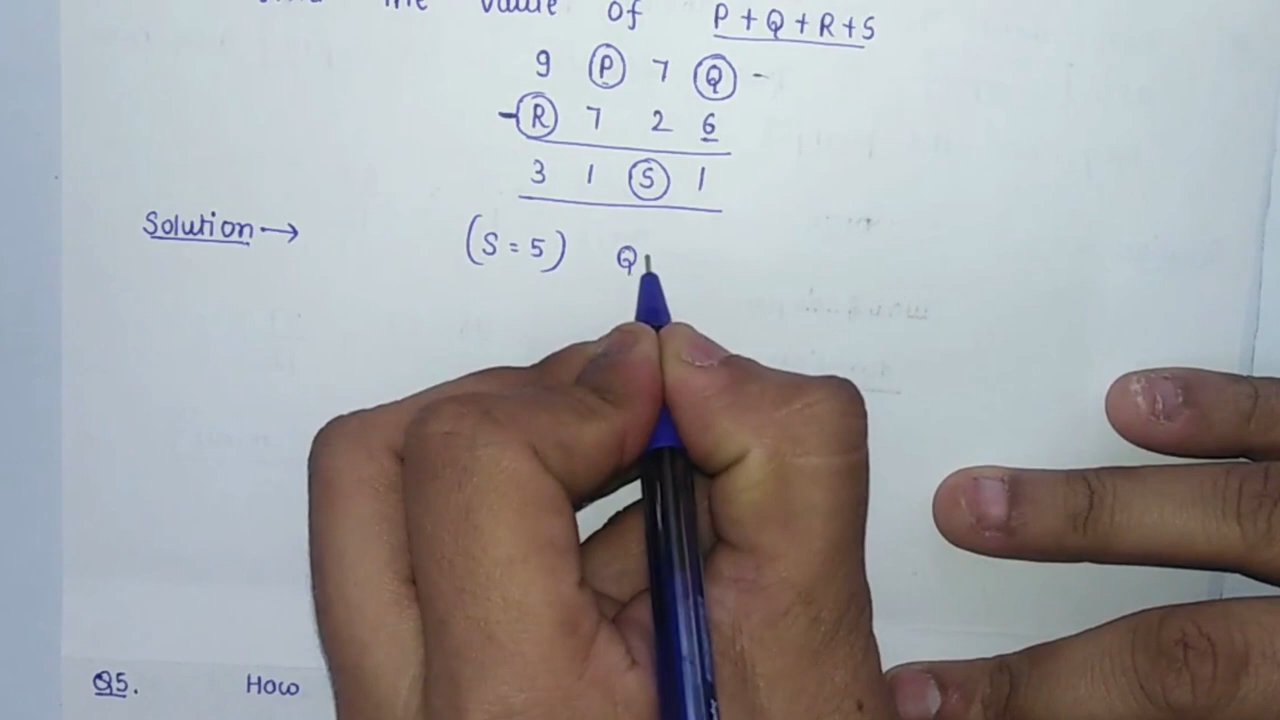 the value of P + Q + R + S
9 P 7 Q -
- R 7 2 6
3 1 S 1
Solution → (S = 5) Q
Q5. How